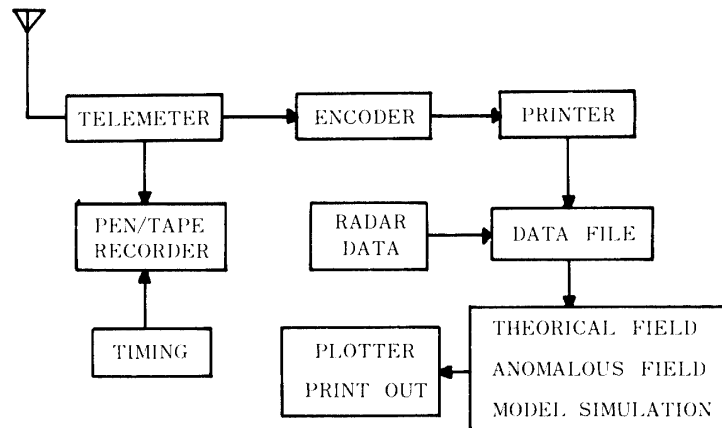 TELEMETER
ENCODER
PRINTER
PEN/TAPE
RECORDER
RADAR
DATA
DATA FILE
TIMING
PLOTTER
PRINT OUT
THEORICAL FIELD
ANOMALOUS FIELD
MODEL SIMULATION